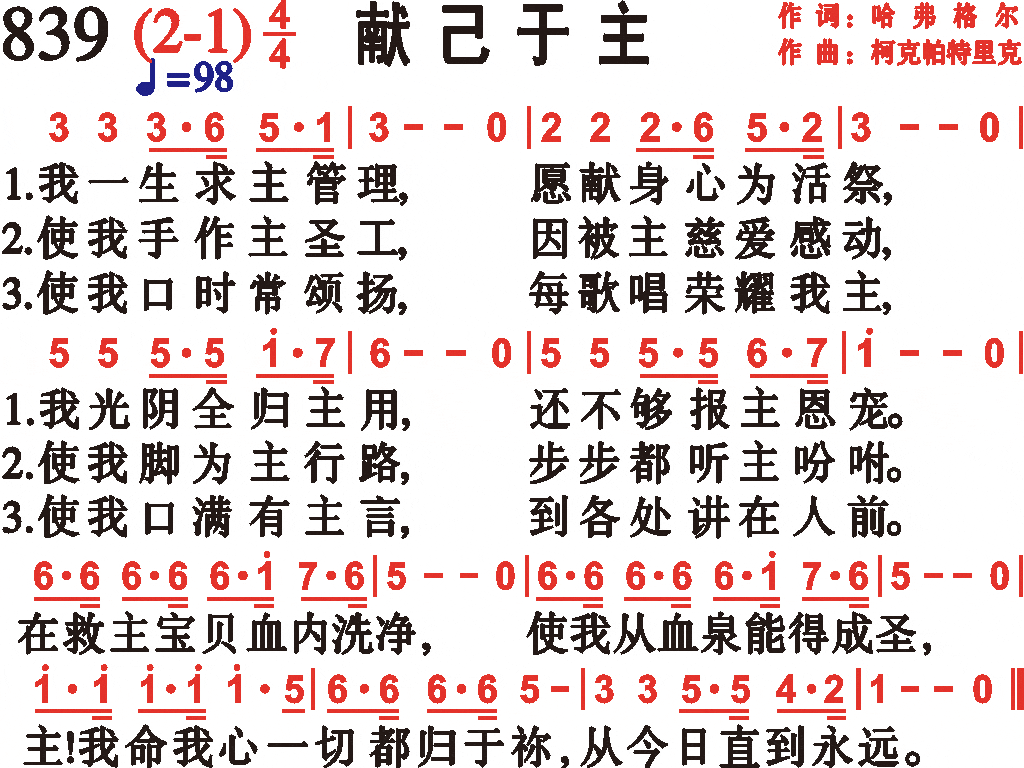 839 (2-1) 4/4 献己于主 作词：哈弗格尔
♩=98 作曲：柯克帕特里克
3 3 3·6 5·1 | 3 - - 0 | 2 2 2·6 5·2 | 3 - - 0 |
1.我一生求主管理, 愿献身心为活祭,
2.使我手作主圣工, 因被主慈爱感动,
3.使我口时常颂扬, 每歌唱荣耀我主,
5 5 5·5 i·7 | 6 - - 0 | 5 5 5·5 6·7 | i - - 0 |
1.我光阴全归主用, 还不够报主恩宠。
2.使我脚为主行路, 步步都听主吩咐。
3.使我口满有主言, 到各处讲在人前。
6·6 6·6 6·i 7·6 | 5 - - 0 | 6·6 6·6 6·i 7·6 | 5 - - 0 |
在救主宝贝血内洗净, 使我从血泉能得成圣,
i·i i·i i·5 | 6·6 6·6 5 - | 3 3 5·5 4·2 | 1 - - 0 ‖
主!我命我心一切都归于祢,从今日直到永远。